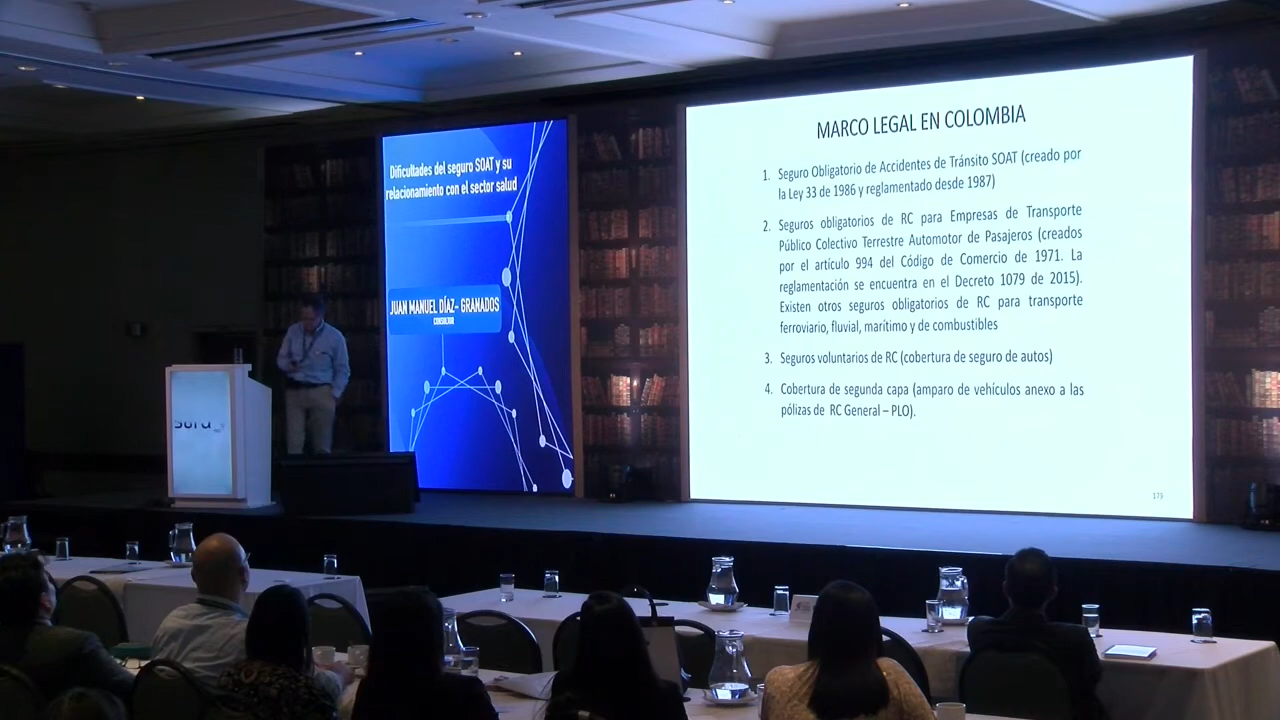 Dificultades del seguro SOAT y su
relacionamiento con el sector salud
JUAN MANUEL DÍAZ- GRANADOS
CONSULTOR
MARCO LEGAL EN COLOMBIA
1. Seguro Obligatorio de Accidentes de Tránsito SOAT (creado por
la Ley 33 de 1986 y reglamentado desde 1987)
2. Seguros obligatorios de RC para Empresas de Transporte
Público Colectivo Terrestre Automotor de Pasajeros (creados
por el artículo 994 del Código de Comercio de 1971. La
reglamentación se encuentra en el Decreto 1079 de 2015).
Existen otros seguros obligatorios de RC para transporte
ferroviario, fluvial, marítimo y de combustibles
3. Seguros voluntarios de RC (cobertura de seguro de autos)
4. Cobertura de segunda capa (amparo de vehículos anexo a las
pólizas de RC General – PLO).
179
sura